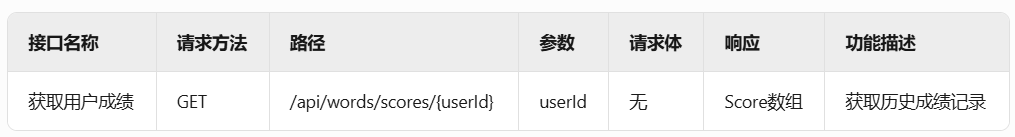 接口名称 请求方法 路径 参数 请求体 响应 功能描述
获取用户成绩 GET /api/words/scores/{userId} userId 无 Score数组 获取历史成绩记录